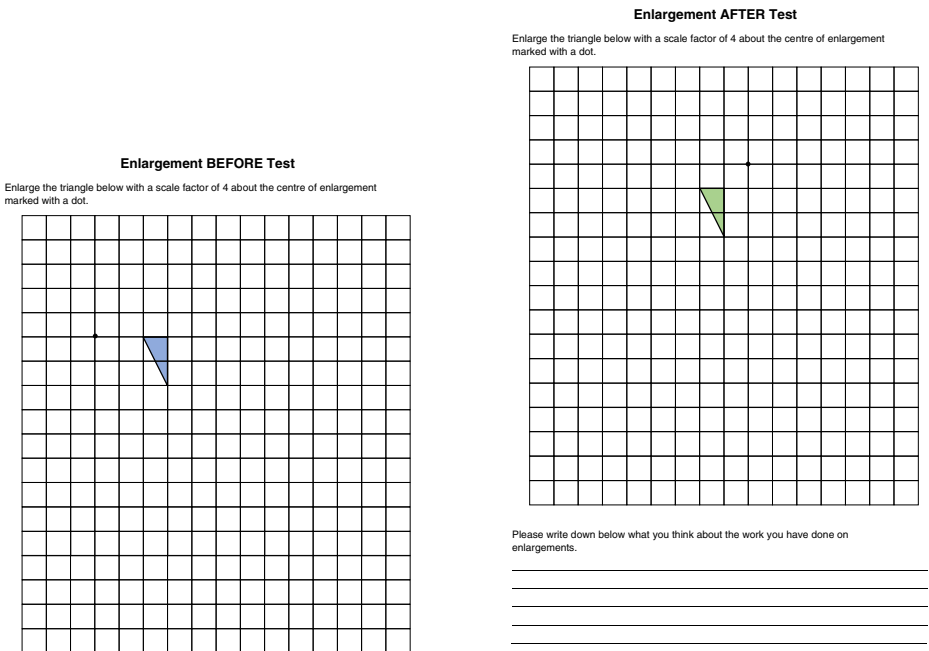 Enlargement BEFORE Test
Enlarge the triangle below with a scale factor of 4 about the centre of enlargement
marked with a dot.
Enlargement AFTER Test
Enlarge the triangle below with a scale factor of 4 about the centre of enlargement
marked with a dot.
Please write down below what you think about the work you have done on
enlargements.